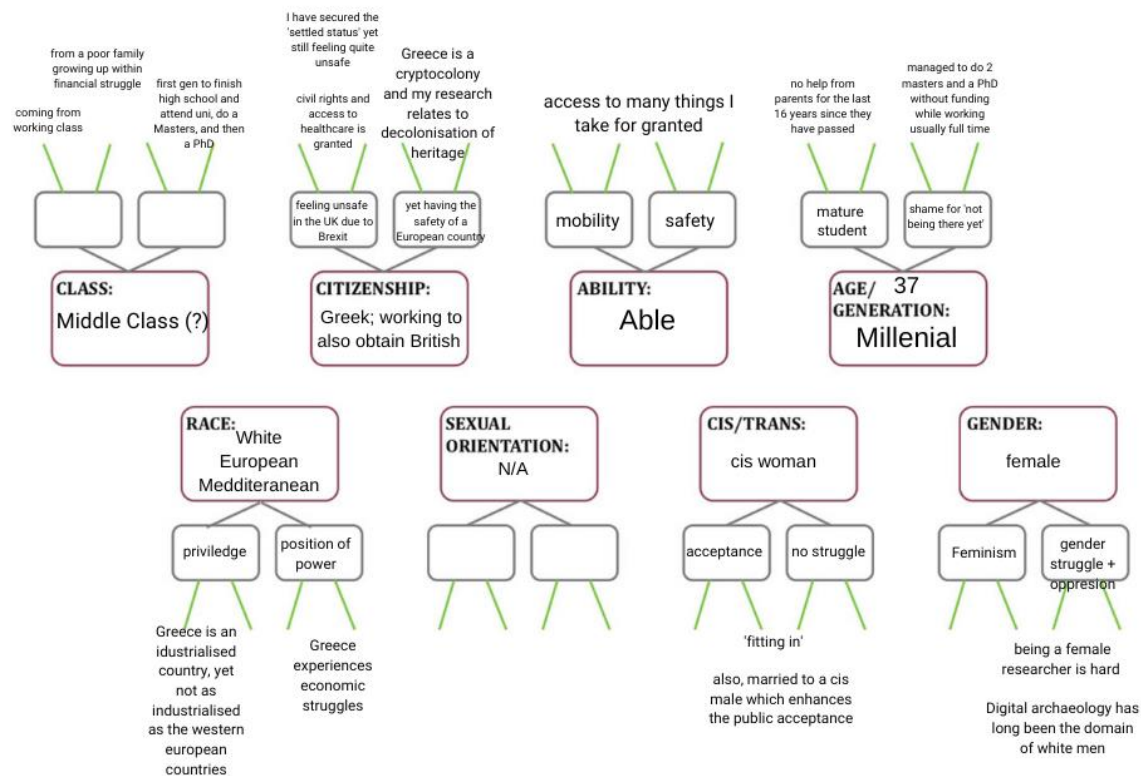 from a poor family
growing up within
financial struggle
coming from
working class
first gen to finish
high school and
attend uni, do a
Masters, and then
a PhD
CLASS:
Middle Class (?)
I have secured the
'settled status' yet
still feeling quite
unsafe
civil rights and
access to
healthcare is
granted
Greece is a
cryptocolony
and my research
relates to
decolonisation of
heritage
feeling unsafe
in the UK due to
Brexit
yet having the
safety of a
European country
CITIZENSHIP:
Greek; working to
also obtain British
access to many things I
take for granted
mobility
safety
ABILITY:
Able
no help from
parents for the last
16 years since they
have passed
managed to do 2
masters and a PhD
without funding
while working
usually full time
mature
student
shame for 'not
being there yet'
AGE/ 37
GENERATION:
Millenial
RACE:
White
European
Medditeranean
priviledge
position of
power
Greece is an
idustrialised
country, yet
not as
industrialised
as the western
european
countries
Greece
experiences
economic
struggles
SEXUAL
ORIENTATION:
N/A
CIS/TRANS:
cis woman
acceptance
no struggle
'fitting in'
also, married to a cis
male which enhances
the public acceptance
GENDER:
female
Feminism
gender
struggle +
oppresion
being a female
researcher is hard
Digital archaeology has
long been the domain
of white men